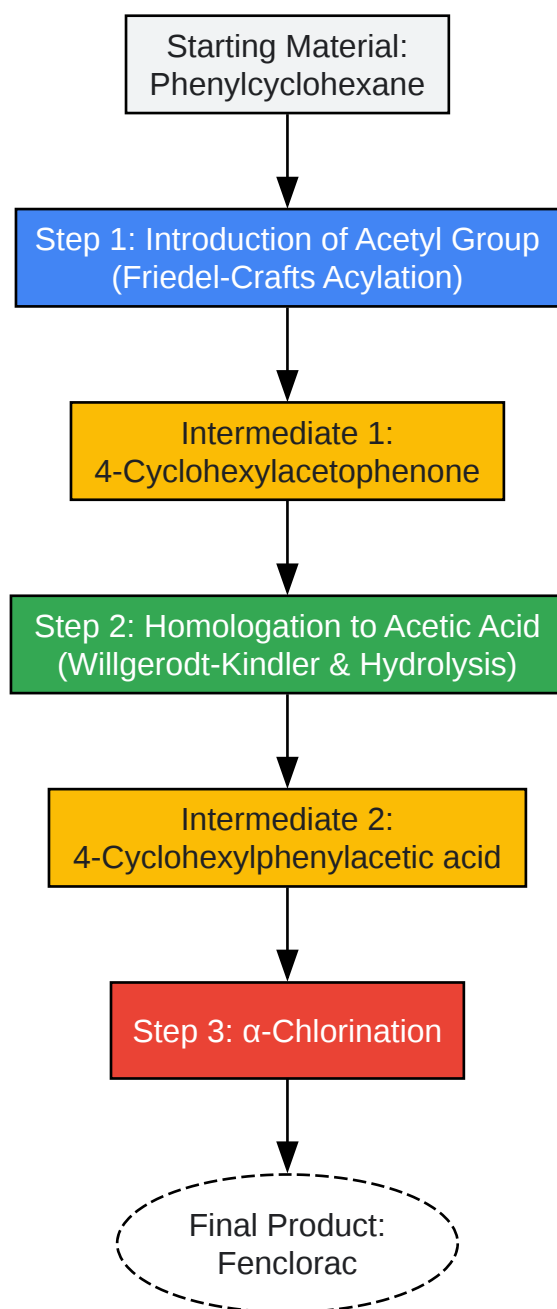 Starting Material:
Phenylcyclohexane
Step 1: Introduction of Acetyl Group
(Friedel-Crafts Acylation)
Intermediate 1:
4-Cyclohexylacetophenone
Step 2: Homologation to Acetic Acid
(Willgerodt-Kindler & Hydrolysis)
Intermediate 2:
4-Cyclohexylphenylacetic acid
Step 3: α-Chlorination
Final Product:
Fenclorac